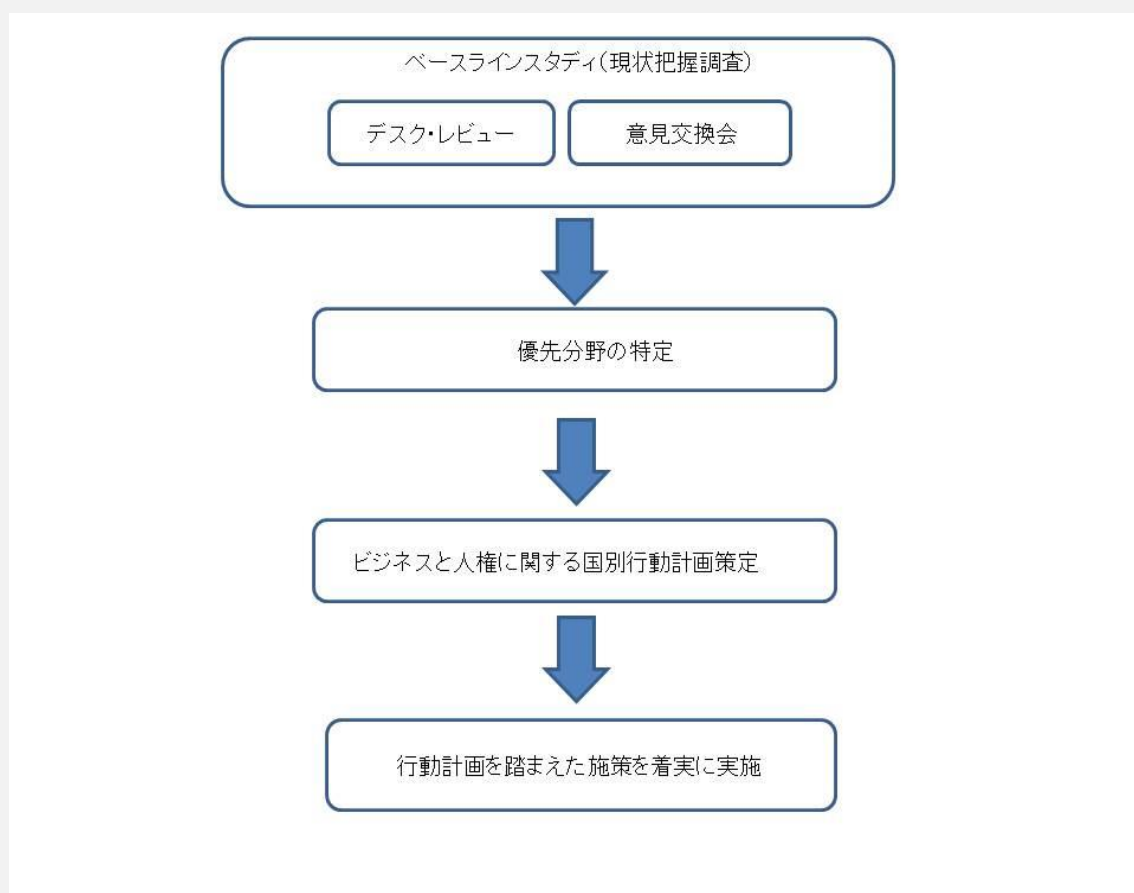 ベースラインスタディ(現状把握調査)
デスク・レビュー
意見交換会
優先分野の特定
ビジネスと人権に関する国別行動計画策定
行動計画を踏まえた施策を着実に実施